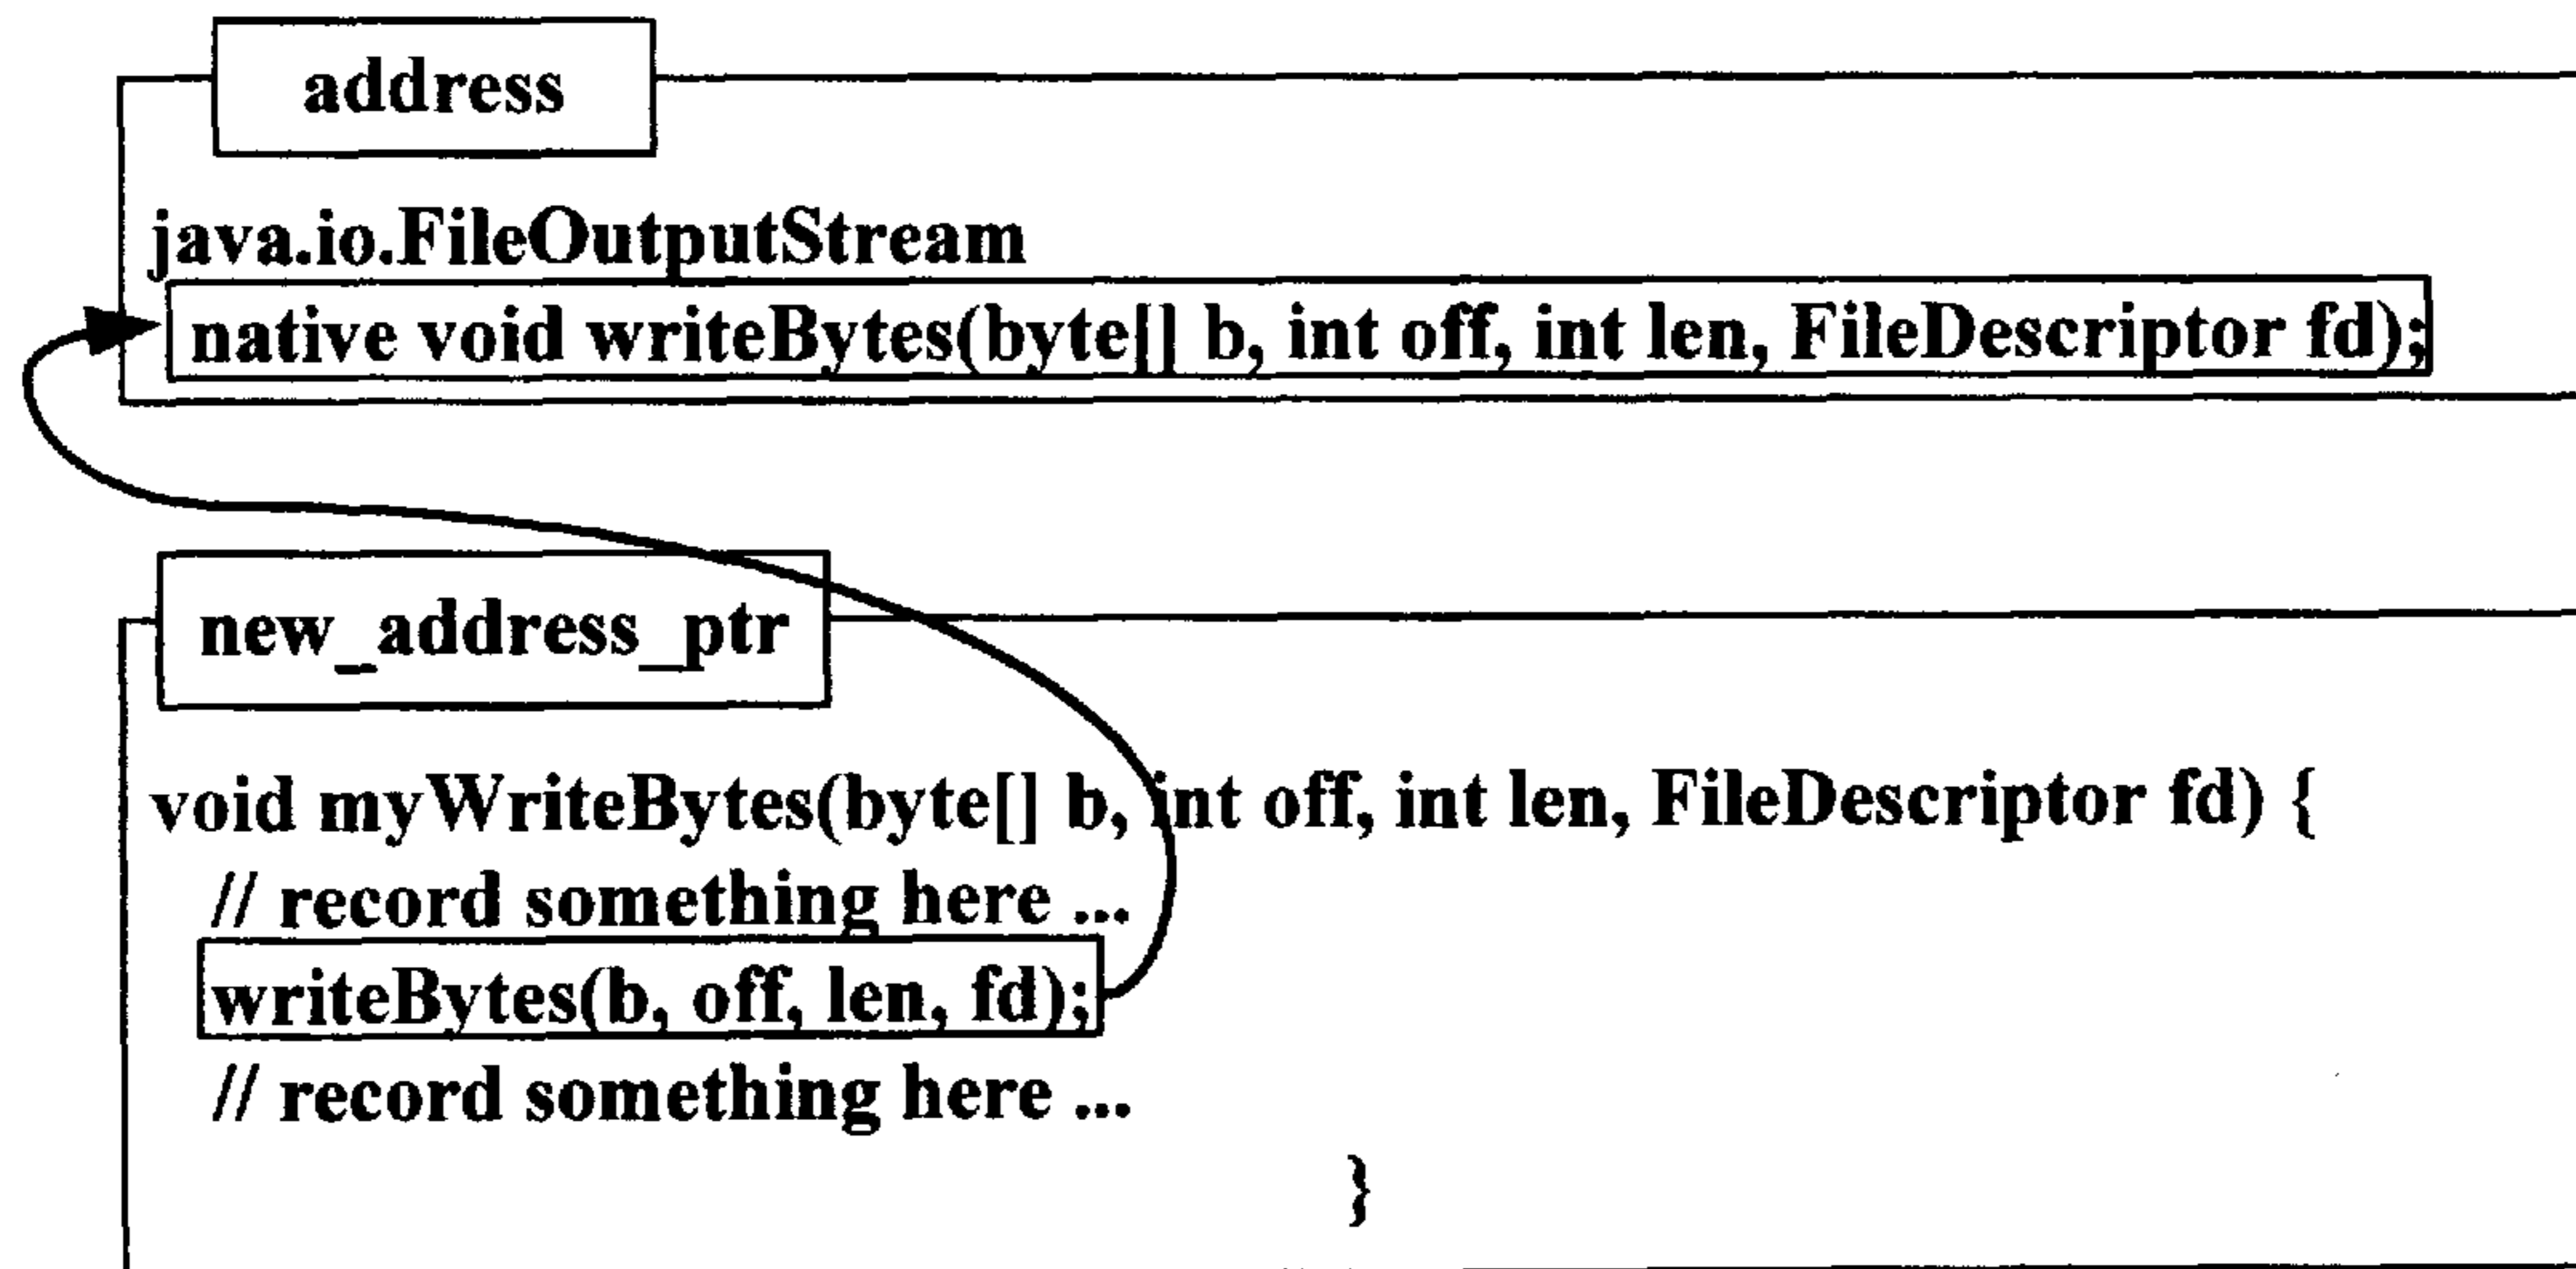 address
java.io.FileOutputStream
native void writeBytes(byte[] b, int off, int len, FileDescriptor fd);
new_address_ptr
void myWriteBytes(byte[] b, int off, int len, FileDescriptor fd) {
// record something here ...
writeBytes(b, off, len, fd);
// record something here ...
}